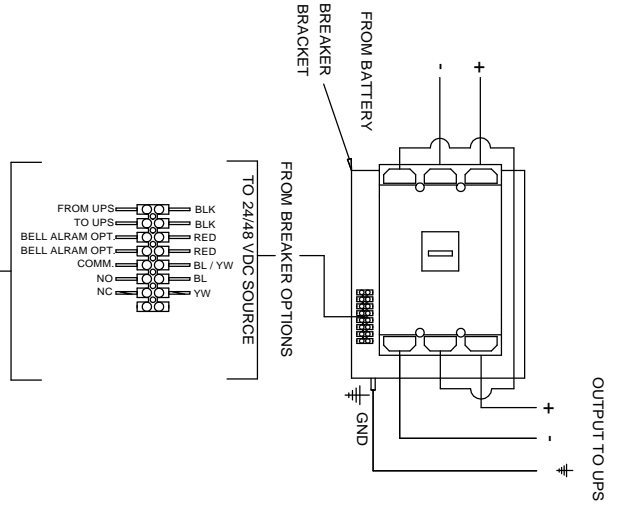 FROM BATTERY
BREAKER
BRACKET
-
+
OUTPUT TO UPS
+
-
GND
FROM BREAKER OPTIONS
TO 24/48 VDC SOURCE
FROM UPS BLK
TO UPS BLK
BELL ALRAM OPT. RED
BELL ALRAM OPT. RED
COMM. BL / YW
NO BL
NC YW